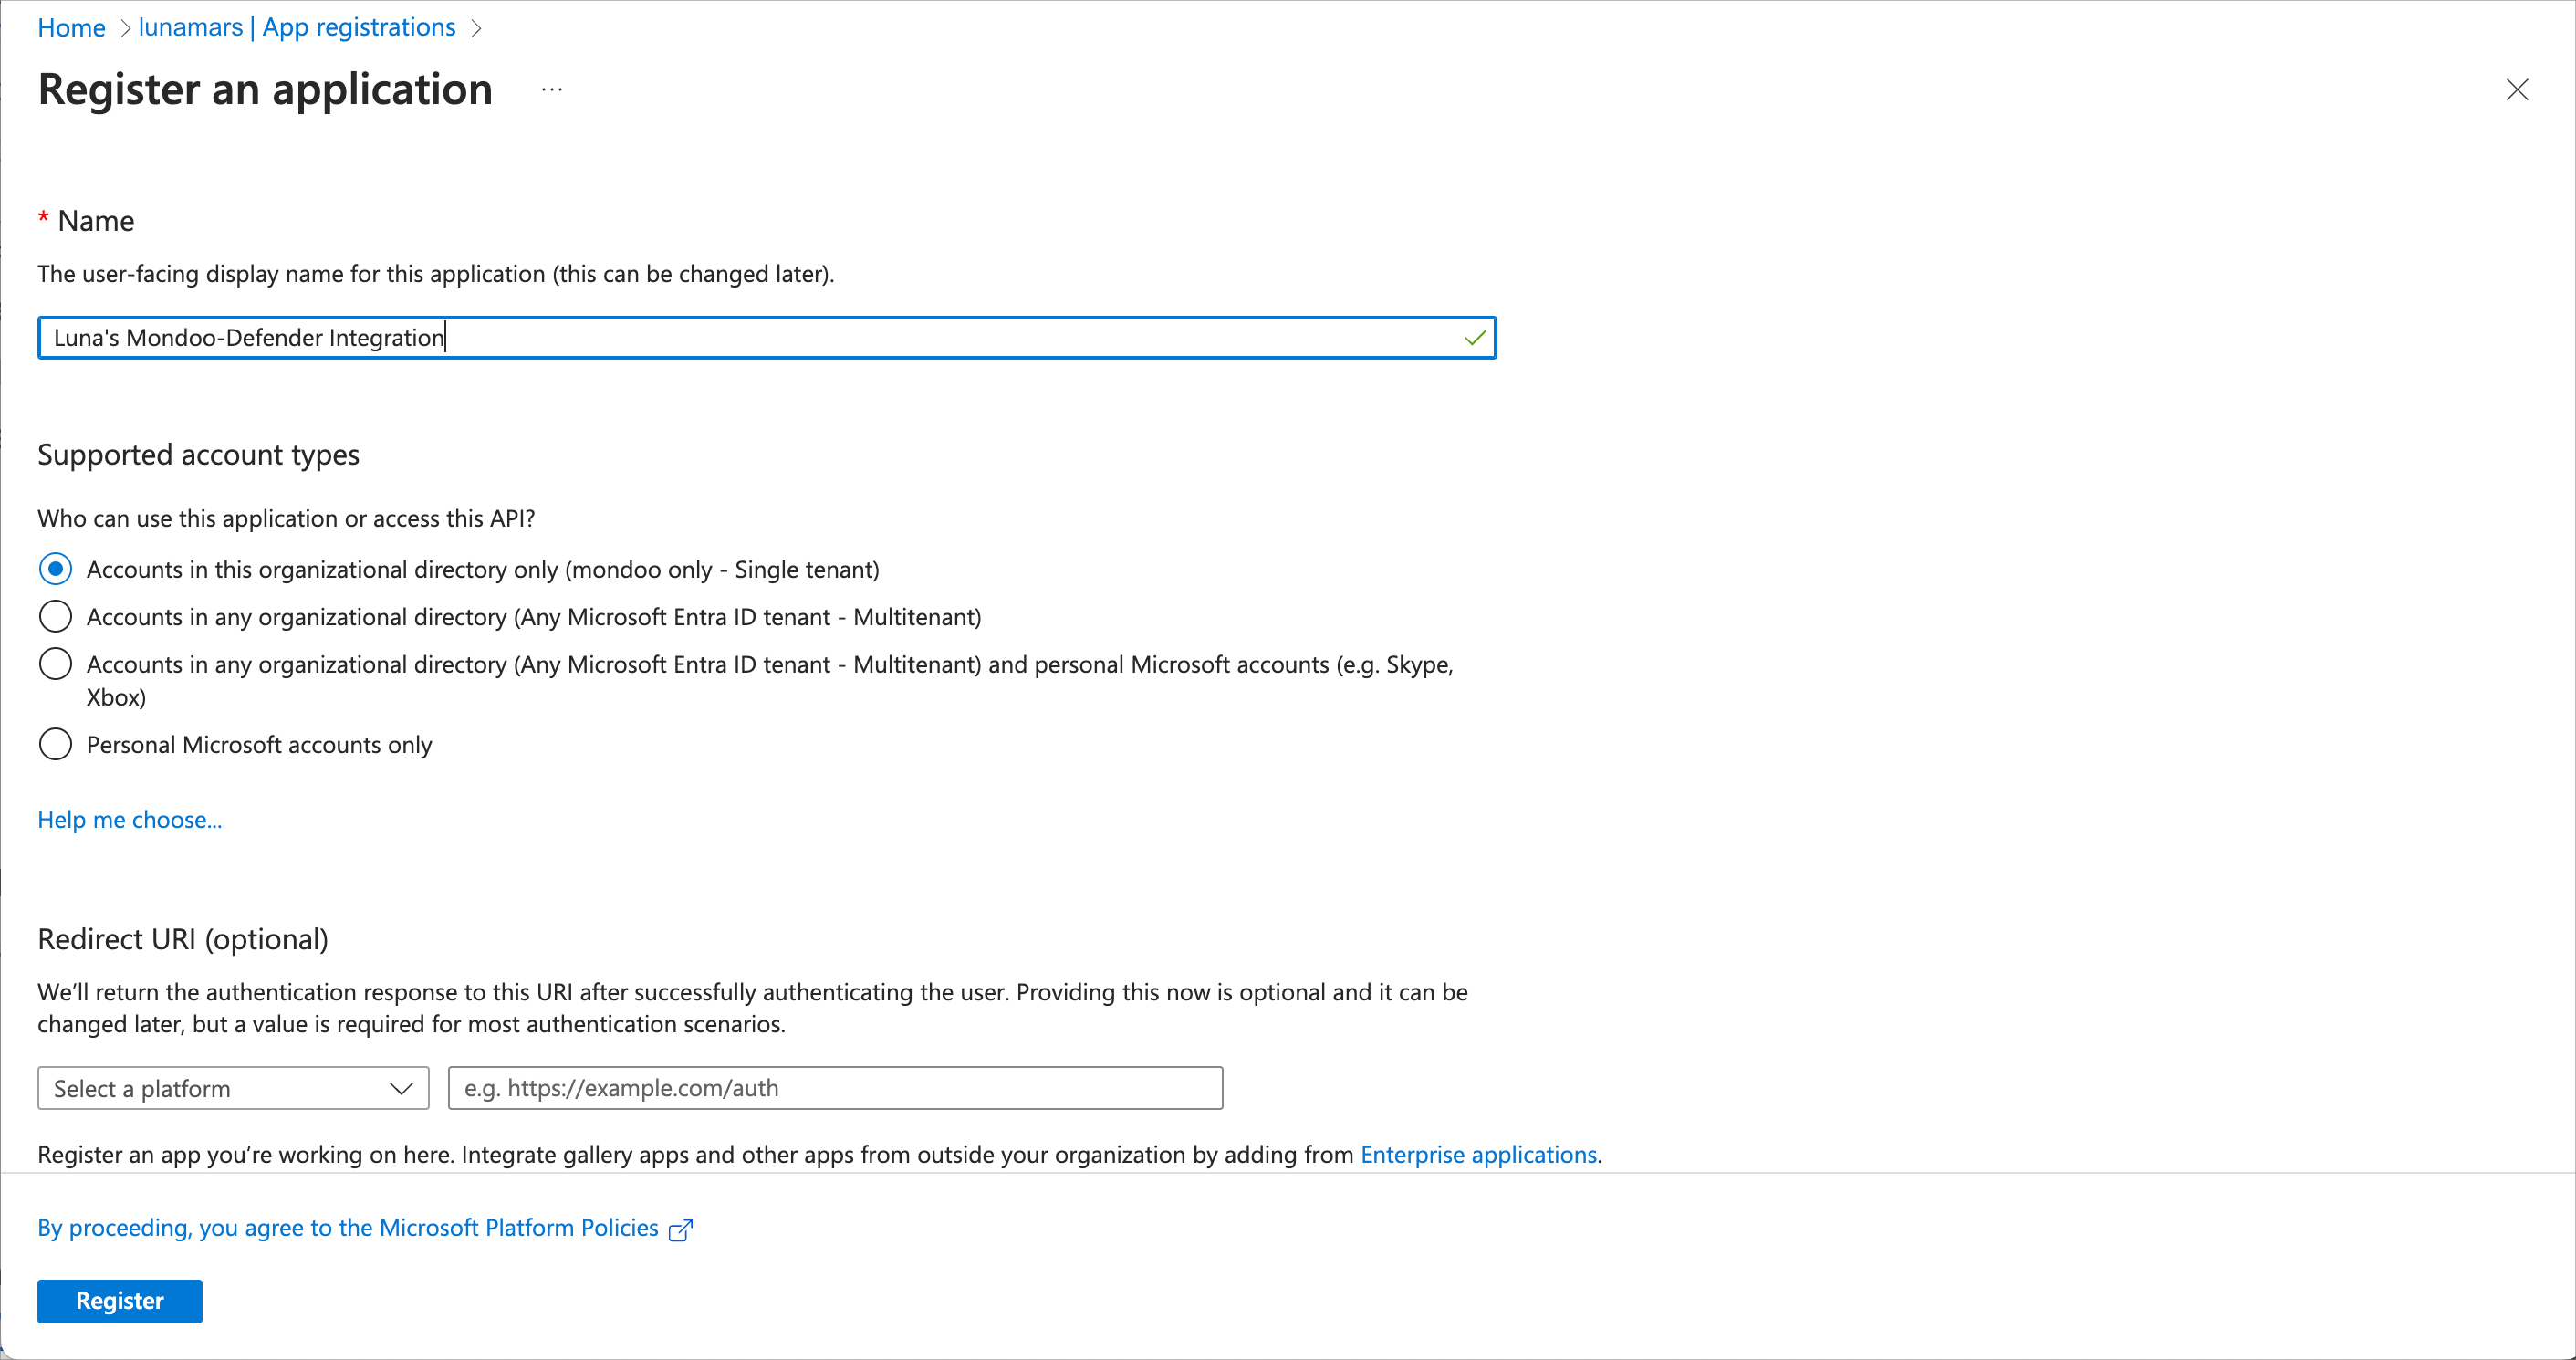 Home > lunamars | App registrations >
Register an application ...
* Name
The user-facing display name for this application (this can be changed later).
Luna's Mondoo-Defender Integration
Supported account types
Who can use this application or access this API?
Accounts in this organizational directory only (mondoo only - Single tenant)
Accounts in any organizational directory (Any Microsoft Entra ID tenant - Multitenant)
Accounts in any organizational directory (Any Microsoft Entra ID tenant - Multitenant) and personal Microsoft accounts (e.g. Skype,
Xbox)
Personal Microsoft accounts only
Help me choose...
Redirect URI (optional)
We’ll return the authentication response to this URI after successfully authenticating the user. Providing this now is optional and it can be
changed later, but a value is required for most authentication scenarios.
Select a platform
e.g. https://example.com/auth
Register an app you’re working on here. Integrate gallery apps and other apps from outside your organization by adding from Enterprise applications.
By proceeding, you agree to the Microsoft Platform Policies
Register